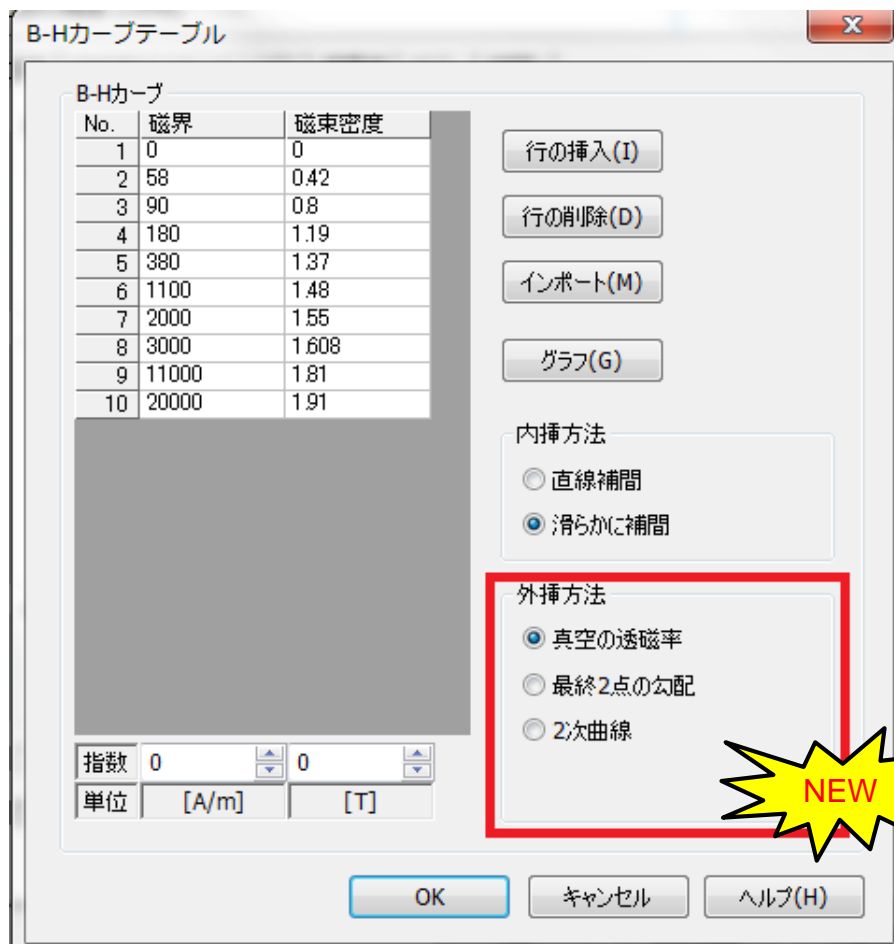 B-Hカーブテーブル
B-Hカーブ
No. 磁界 磁束密度
1 0 0
2 58 0.42
3 90 0.8
4 180 1.19
5 380 1.37
6 1100 1.48
7 2000 1.55
8 3000 1.608
9 11000 1.81
10 20000 1.91
指数 0 0
単位 [A/m] [T]
行の挿入(I)
行の削除(D)
インポート(M)
グラフ(G)
内挿方法
直線補間
滑らかに補間
外挿方法
真空の透磁率
最終2点の勾配
2次曲線
NEW
OK キャンセル ヘルプ(H)